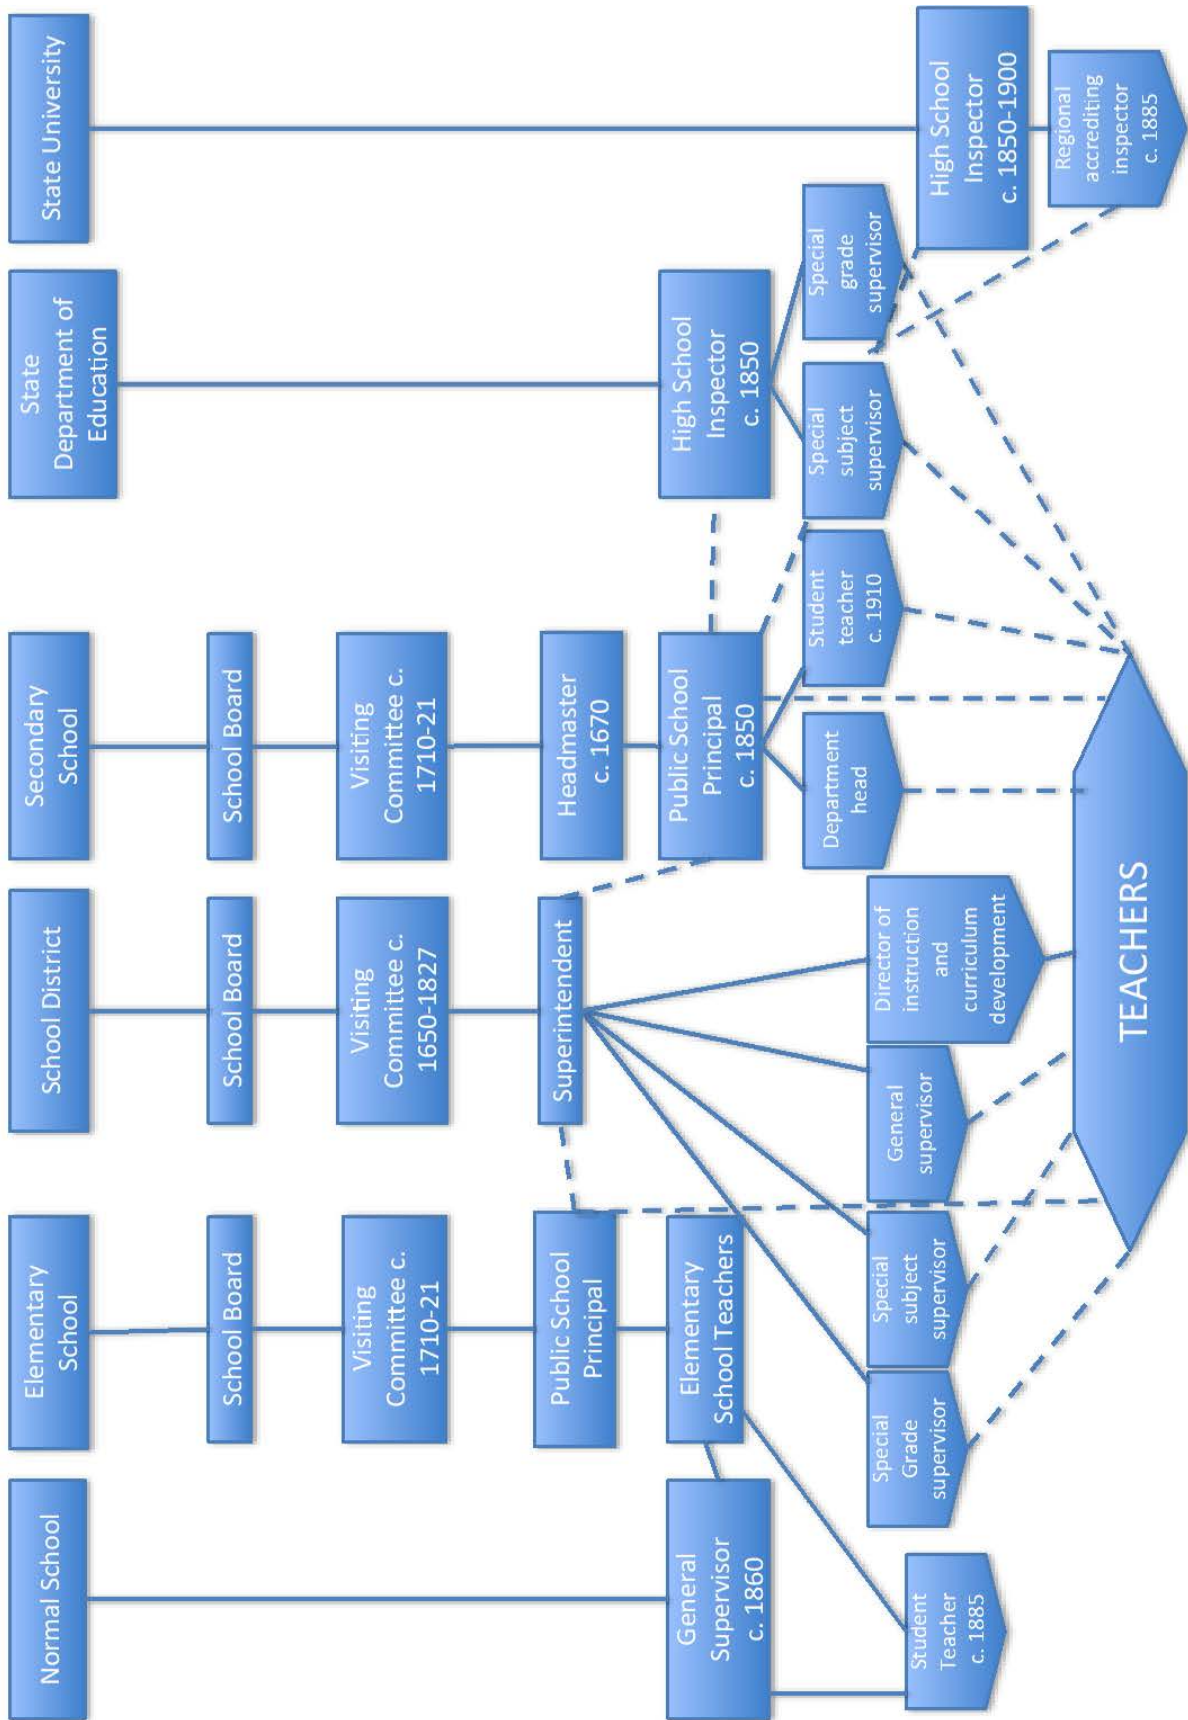 Normal School
Elementary
School
School District
Secondary
School
State
Department of
Education
State University
School Board
School Board
School Board
Visiting
Committee c.
1710-21
Visiting
Committee c.
1650-1827
Visiting
Committee c.
1710-21
Public School
Principal
Superintendent
Headmaster
c. 1670
General
Supervisor
c. 1860
Elementary
School Teachers
Public School
Principal
c. 1850
High School
Inspector
c. 1850
Department
head
Student
teacher
c. 1910
Special
subject
supervisor
Special
grade
supervisor
Student
Teacher
c. 1885
Special
Grade
supervisor
Special
subject
supervisor
General
supervisor
Director of
instruction
and
curriculum
development
High School
Inspector
c. 1850-1900
Regional
accrediting
inspector
c. 1885
TEACHERS